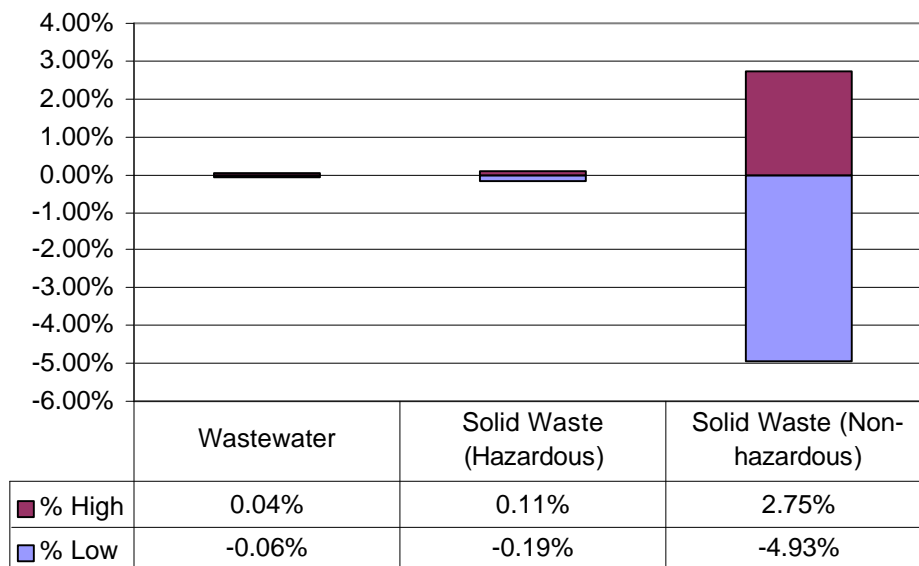 4.00%
3.00%
2.00%
1.00%
0.00%
-1.00%
-2.00%
-3.00%
-4.00%
-5.00%
-6.00%
Wastewater
Solid Waste
(Hazardous)
Solid Waste (Non-
hazardous)
% High 0.04% 0.11% 2.75%
% Low -0.06% -0.19% -4.93%